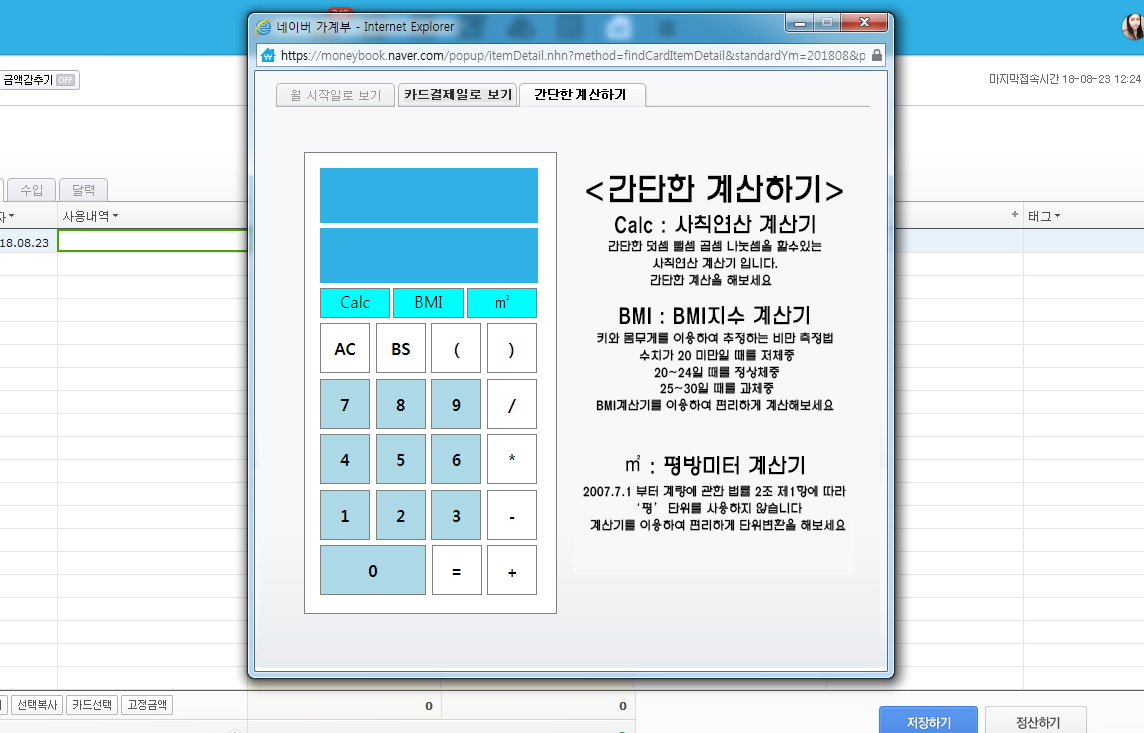 네이버 가계부 - Internet Explorer
https://moneybook.naver.com/popup/itemDetail.nhn?method=findCardItemDetail&standardYm=201808&p
금액감추기 OFF
마지막접속시간 18-08-23 12:24
월 시작일로 보기 카드결제일로 보기 간단한 계산하기
<간단한 계산하기>
Calc : 사칙연산 계산기
간단한 덧셈 뺄셈 곱셈 나눗셈을 할수있는
사칙연산 계산기 입니다.
간단한 계산을 해보세요
BMI : BMI지수 계산기
키와 몸무게를 이용하여 추정하는 비만 측정법
수치가 20 미만일 때를 저체중
20~24일 때를 정상체중
25~30일 때를 과체중
BMI계산기를 이용하여 편리하게 계산해보세요
㎡ : 평방미터 계산기
2007.7.1 부터 계량에 관한 법률 2조 제1항에 따라
‘평’ 단위를 사용하지 않습니다
계산기를 이용하여 편리하게 단위변환을 해보세요
Calc BMI ㎡
AC BS ( )
7 8 9 /
4 5 6 *
1 2 3 -
0 = +
수입 달력
사용내역 태그
18.08.23
선택복사 카드선택 고정금액 0 0
저장하기 정산하기